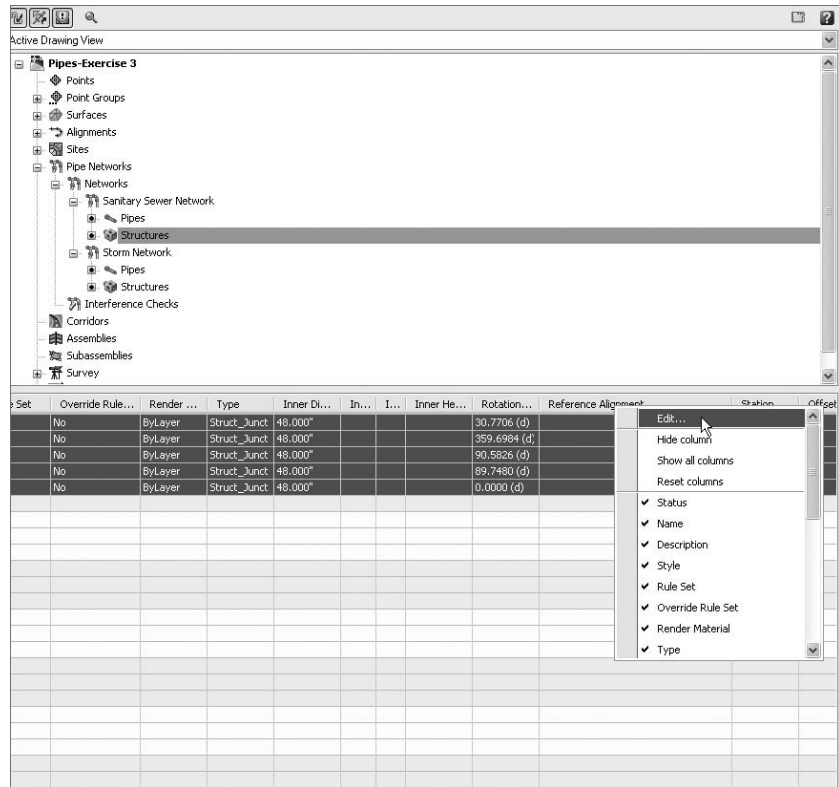 Active Drawing View
Pipes-Exercise 3
Points
Point Groups
Surfaces
Alignments
Sites
Pipe Networks
Networks
Sanitary Sewer Network
Pipes
Structures
Storm Network
Pipes
Structures
Interference Checks
Corridors
Assemblies
Subassemblies
Survey
e Set Override Rule... Render ... Type Inner Di... In... I... Inner He... Rotation... Reference Alignment Station Offset
No ByLayer Struct_Junct 48.000" 30.7706 (d)
No ByLayer Struct_Junct 48.000" 359.6984 (d)
No ByLayer Struct_Junct 48.000" 90.5826 (d)
No ByLayer Struct_Junct 48.000" 89.7480 (d)
No ByLayer Struct_Junct 48.000" 0.0000 (d)
Edit...
Hide column
Show all columns
Reset columns
Status
Name
Description
Style
Rule Set
Override Rule Set
Render Material
Type